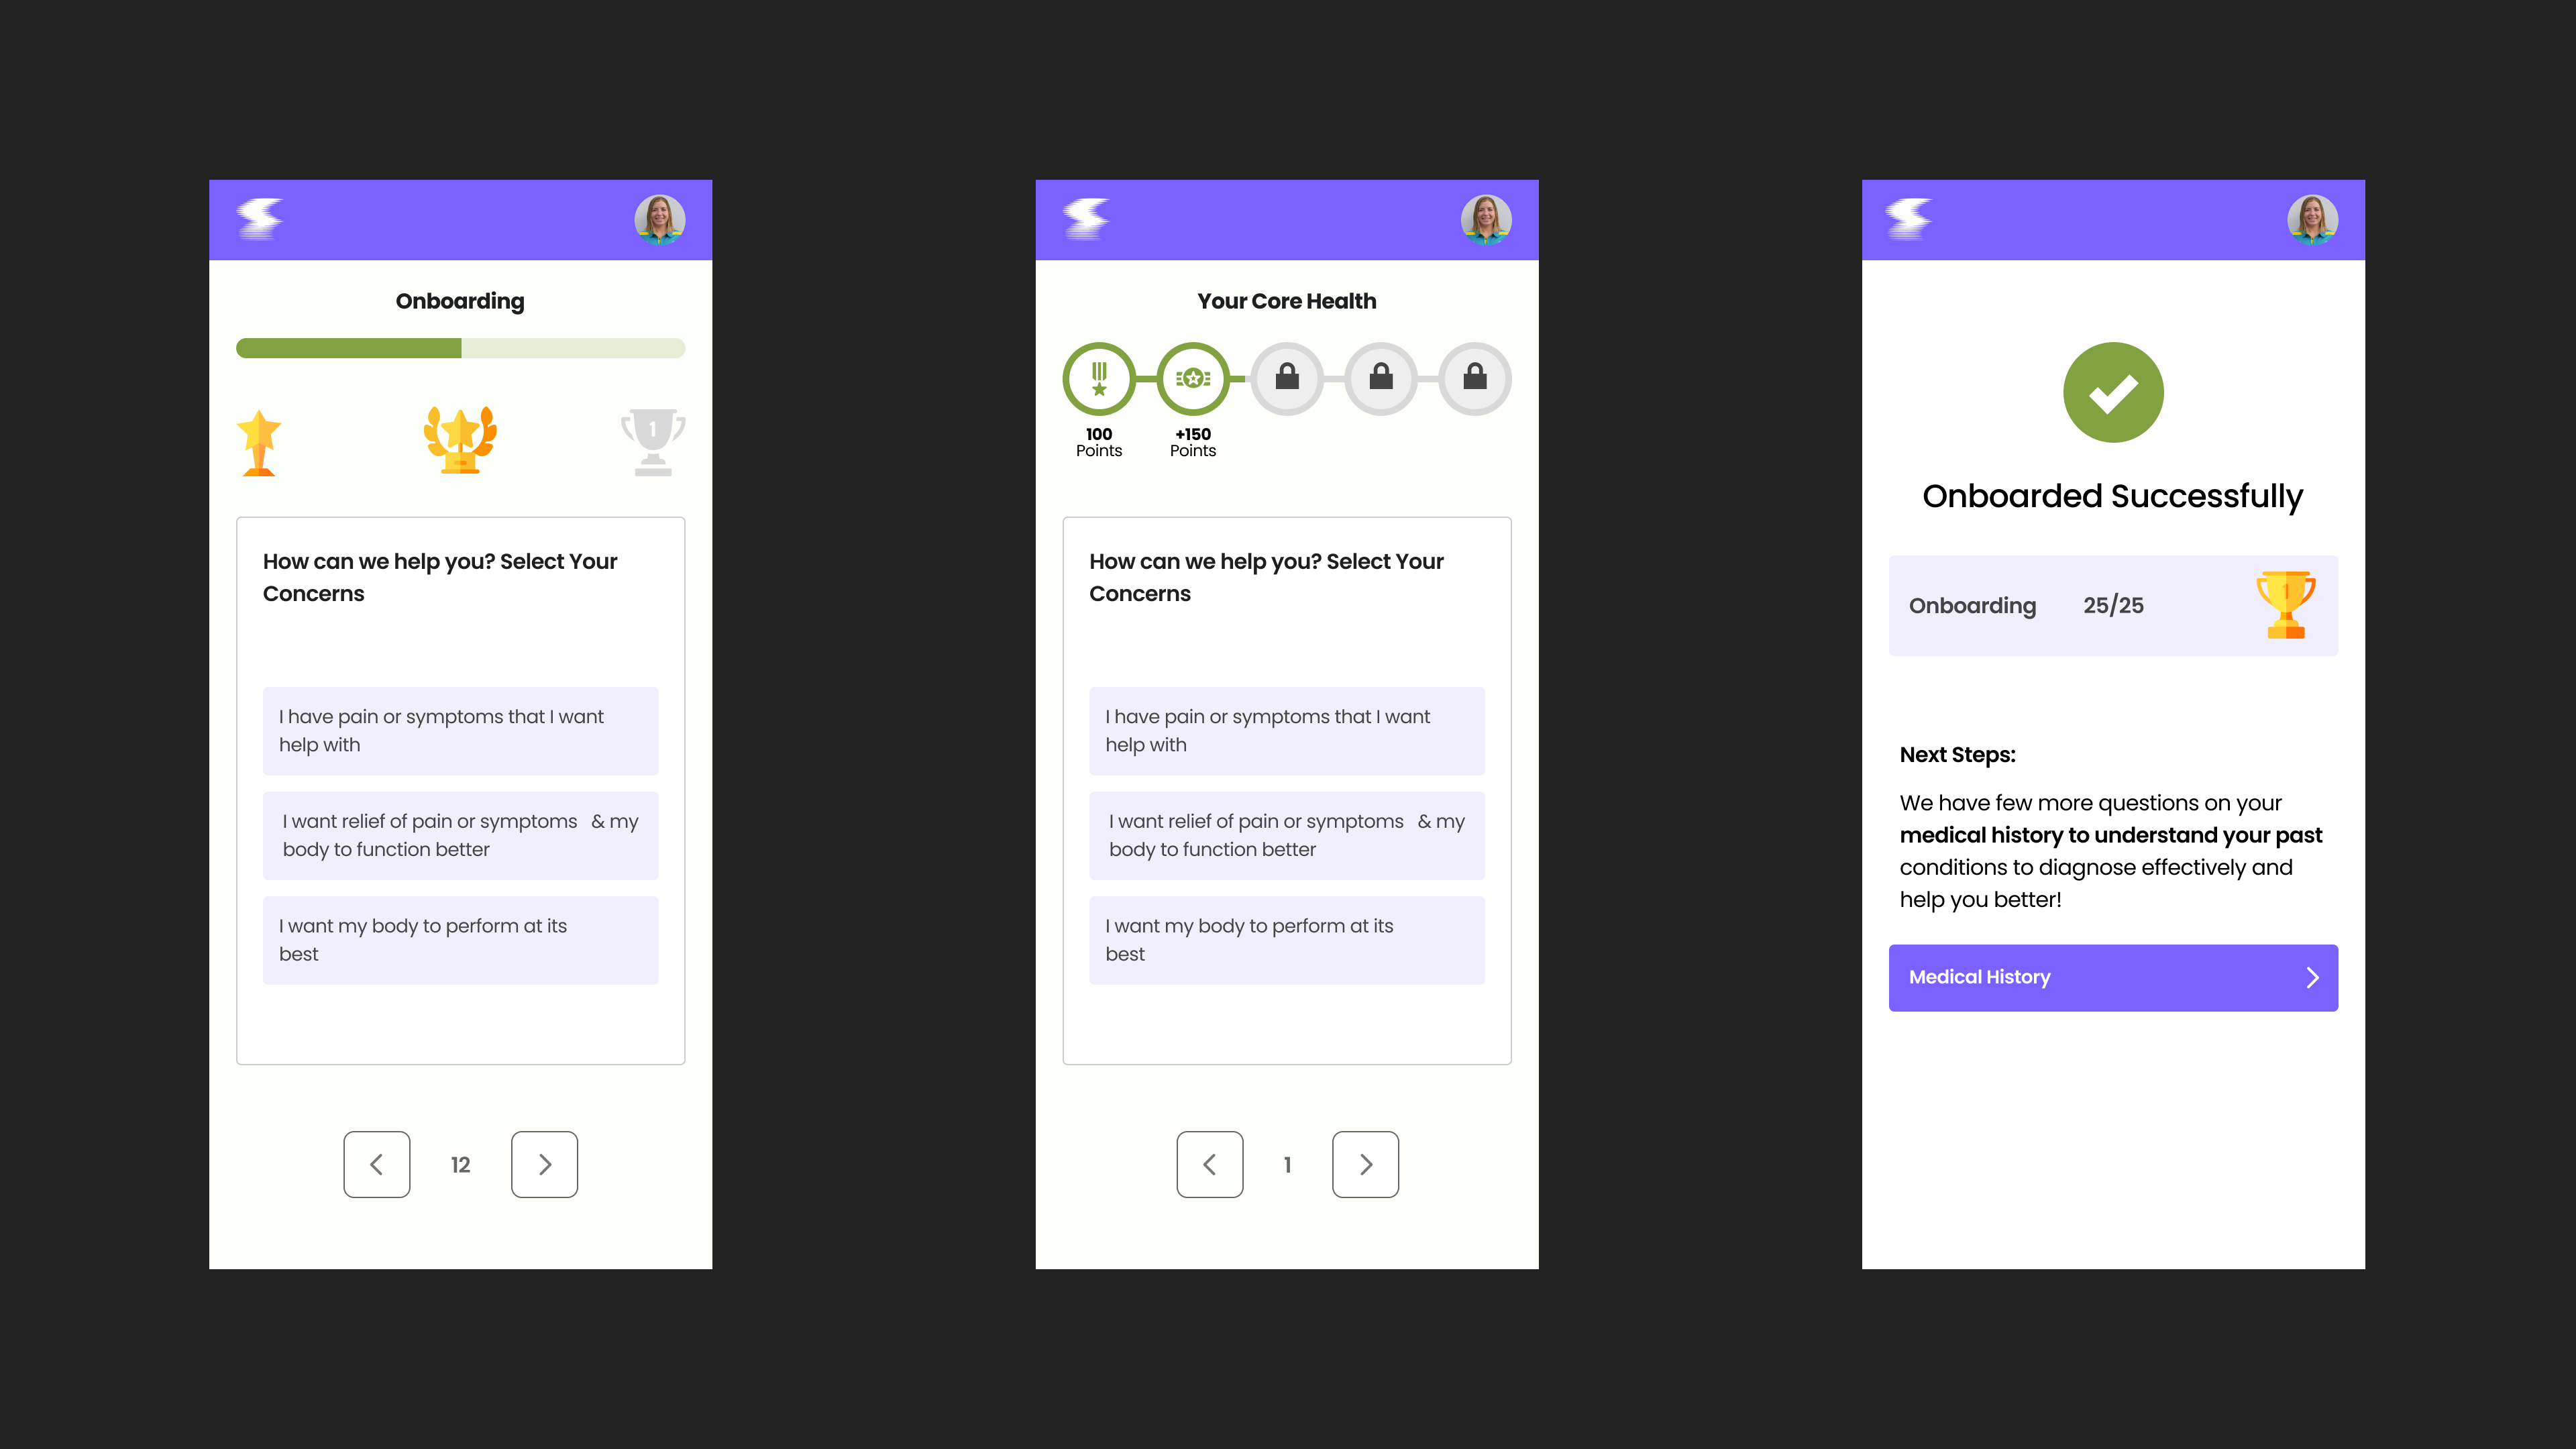 Onboarding
1
How can we help you? Select Your
Concerns
I have pain or symptoms that I want
help with
I want relief of pain or symptoms & my
body to function better
I want my body to perform at its
best
12
Your Core Health
100
Points
+150
Points
How can we help you? Select Your
Concerns
I have pain or symptoms that I want
help with
I want relief of pain or symptoms & my
body to function better
I want my body to perform at its
best
1
Onboarded Successfully
Onboarding 25/25
Next Steps:
We have few more questions on your
medical history to understand your past
conditions to diagnose effectively and
help you better!
Medical History